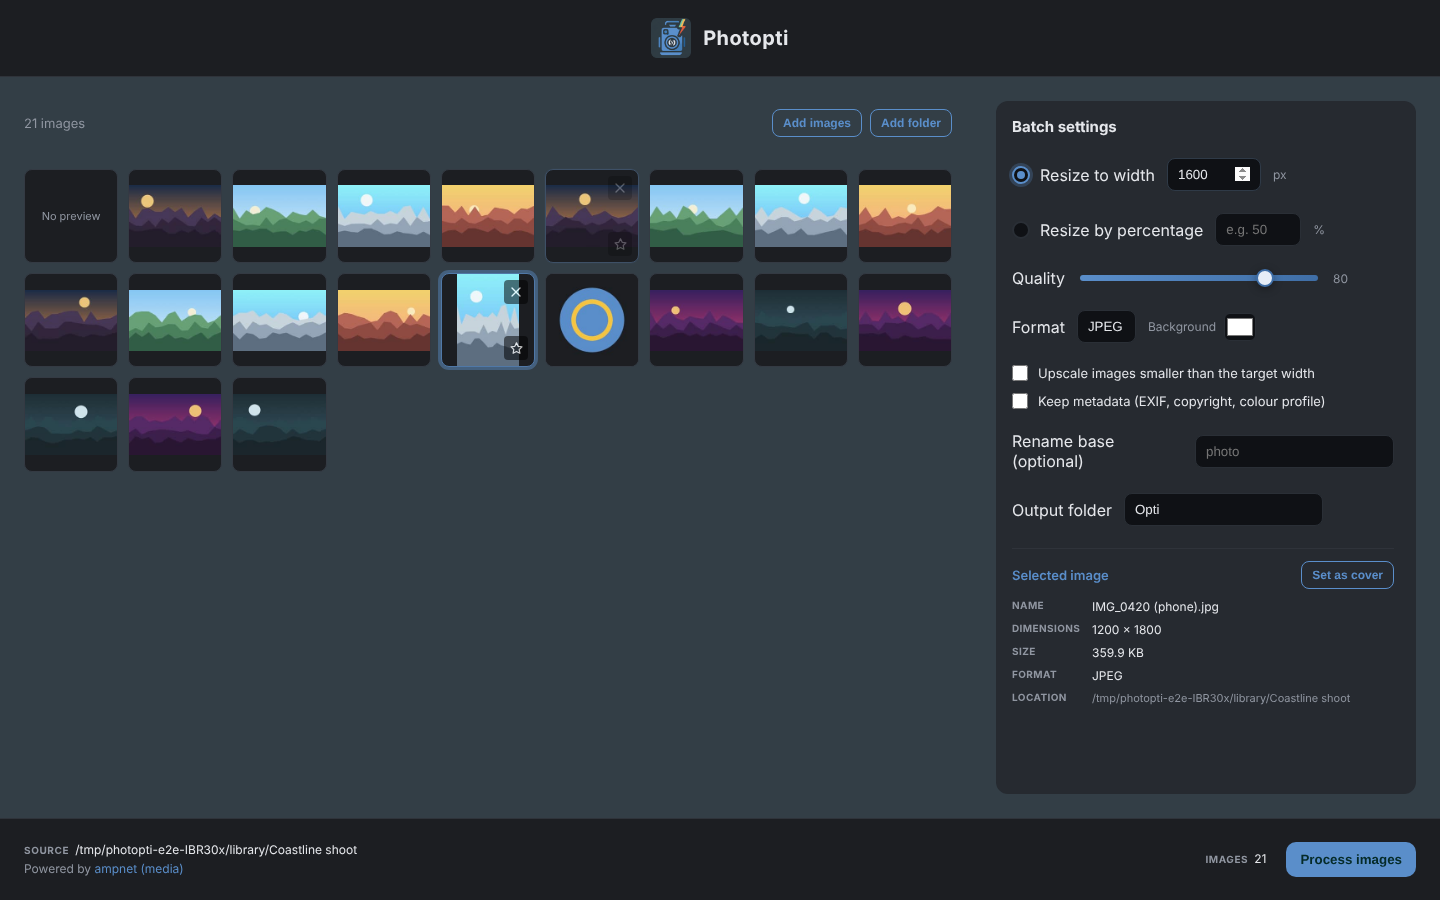 Photopti
21 images
Add images
Add folder
No preview
Batch settings
Resize to width 1600 px
Resize by percentage e.g. 50 %
Quality 80
Format JPEG Background
Upscale images smaller than the target width
Keep metadata (EXIF, copyright, colour profile)
Rename base
(optional)
photo
Output folder Opti
Selected image
Set as cover
NAME IMG_0420 (phone).jpg
DIMENSIONS 1200 × 1800
SIZE 359.9 KB
FORMAT JPEG
LOCATION /tmp/photopti-e2e-IBR30x/library/Coastline shoot
SOURCE /tmp/photopti-e2e-IBR30x/library/Coastline shoot
Powered by ampnet (media)
IMAGES 21
Process images